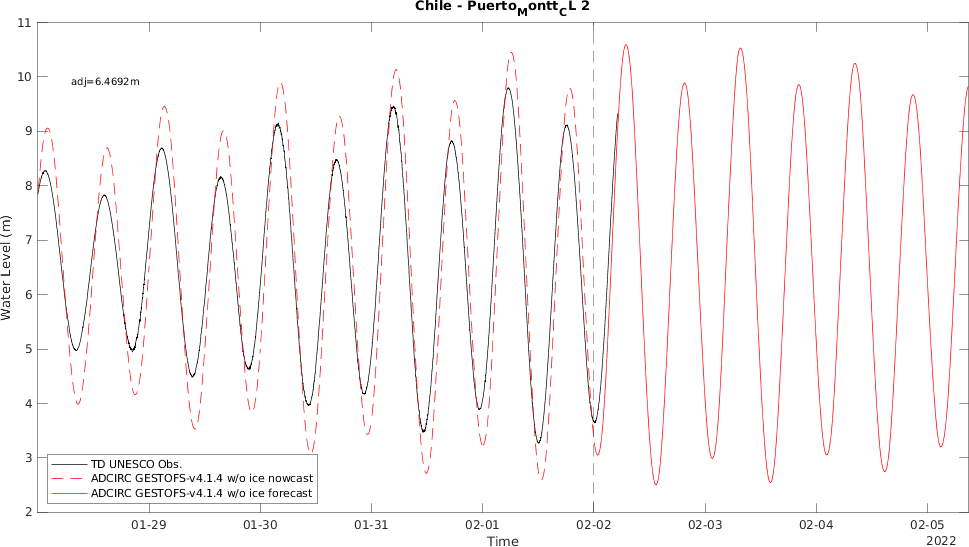 Chile - Puerto_Montt_CL 2
11
10
9
8
7
6
5
4
3
2
Water Level (m)
adj=6.4692m
TD UNESCO Obs.
ADCIRC GESTOFS-v4.1.4 w/o ice nowcast
ADCIRC GESTOFS-v4.1.4 w/o ice forecast
01-29 01-30 01-31 02-01 02-02 02-03 02-04 02-05
Time 2022